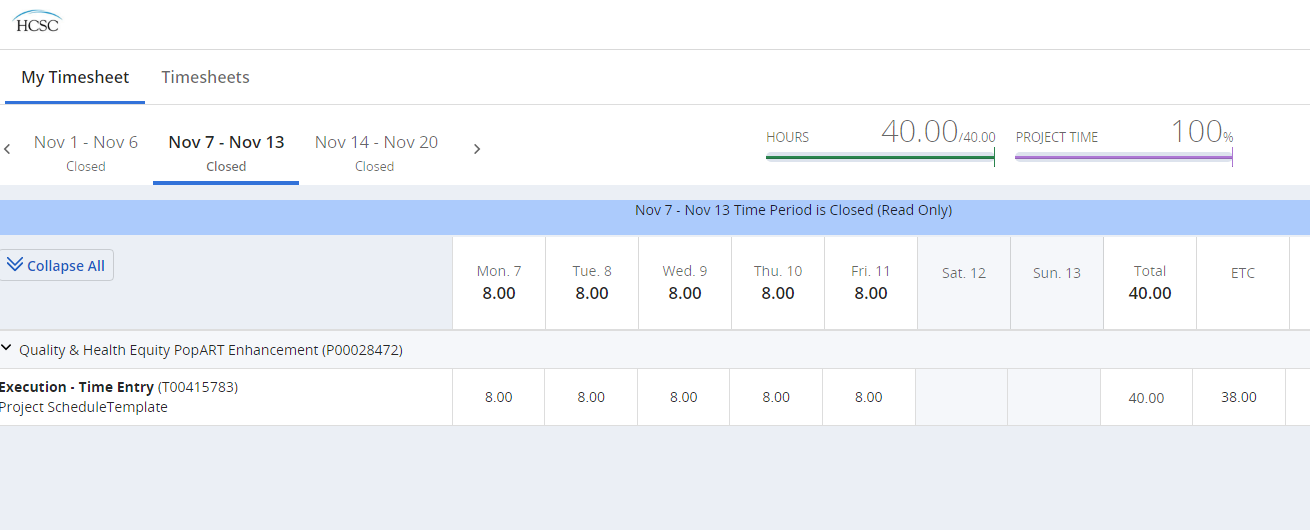 HCSC
My Timesheet Timesheets
Nov 1 - Nov 6 Nov 7 - Nov 13 Nov 14 - Nov 20
Closed Closed Closed
HOURS 40.00/40.00 PROJECT TIME 100%
Nov 7 - Nov 13 Time Period is Closed (Read Only)
Collapse All
Mon. 7 Tue. 8 Wed. 9 Thu. 10 Fri. 11 Sat. 12 Sun. 13 Total ETC
8.00 8.00 8.00 8.00 8.00 40.00
Quality & Health Equity PopART Enhancement (P00028472)
Execution - Time Entry (T00415783)
Project ScheduleTemplate
8.00 8.00 8.00 8.00 8.00 40.00 38.00